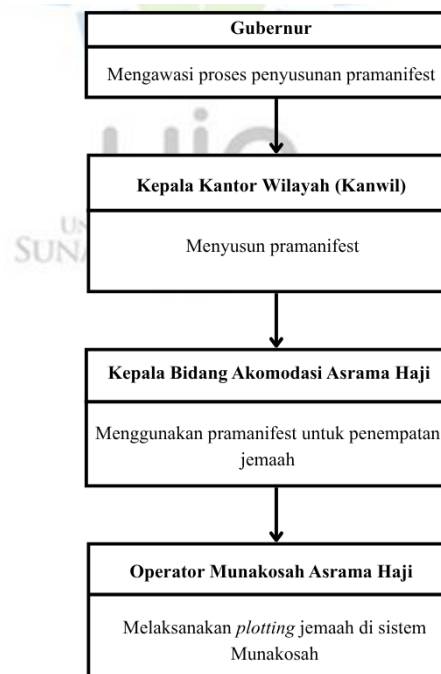 Gubernur
Mengawasi proses penyusunan pramanifest
Kepala Kantor Wilayah (Kanwil)
Menyusun pramanifest
Kepala Bidang Akomodasi Asrama Haji
Menggunakan pramanifest untuk penempatan
jemaah
Operator Munakosah Asrama Haji
Melaksanakan plotting jemaah di sistem
Munakosah